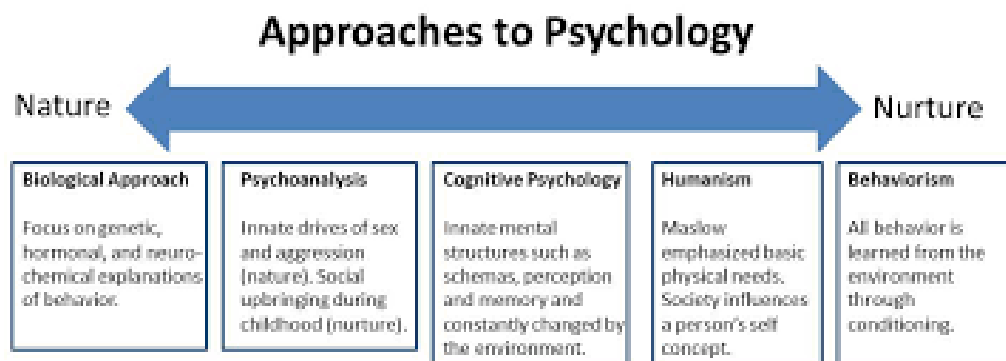 Approaches to Psychology
Nature
Nurture
Biological Approach
Focus on genetic,
hormonal, and neuro-
chemical explanations
of behavior.
Psychoanalysis
Innate drives of sex
and aggression
(nature). Social
upbringing during
childhood (nurture).
Cognitive Psychology
Innate mental
structures such as
schemas, perception
and memory and
constantly changed by
the environment.
Humanism
Maslow
emphasized basic
physical needs.
Society influences
a person's self
concept.
Behaviorism
All behavior is
learned from the
environment
through
conditioning.